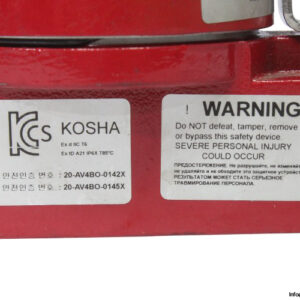 KCs KOSHA
Ex d IIC T6
Ex tD A21 IP6X T85℃
안전인증 번호 : 20-AV4BO-0142X
안전인증 번호 : 20-AV4BO-0145X
! WARNING
Do NOT defeat, tamper, remove
or bypass this safety device
SEVERE PERSONAL INJURY
COULD OCCUR
РАСПОЛОЖЕНИЕ. Не разрушайте, не изменяйте
не удаляйте и не обходите это защитное устройство
РЕЗУЛЬТАТОМ МОЖЕТ СТАТЬ СЕРЬЕЗНОЕ
ТРАВМИРОВАНИЕ ПЕРСОНАЛА.